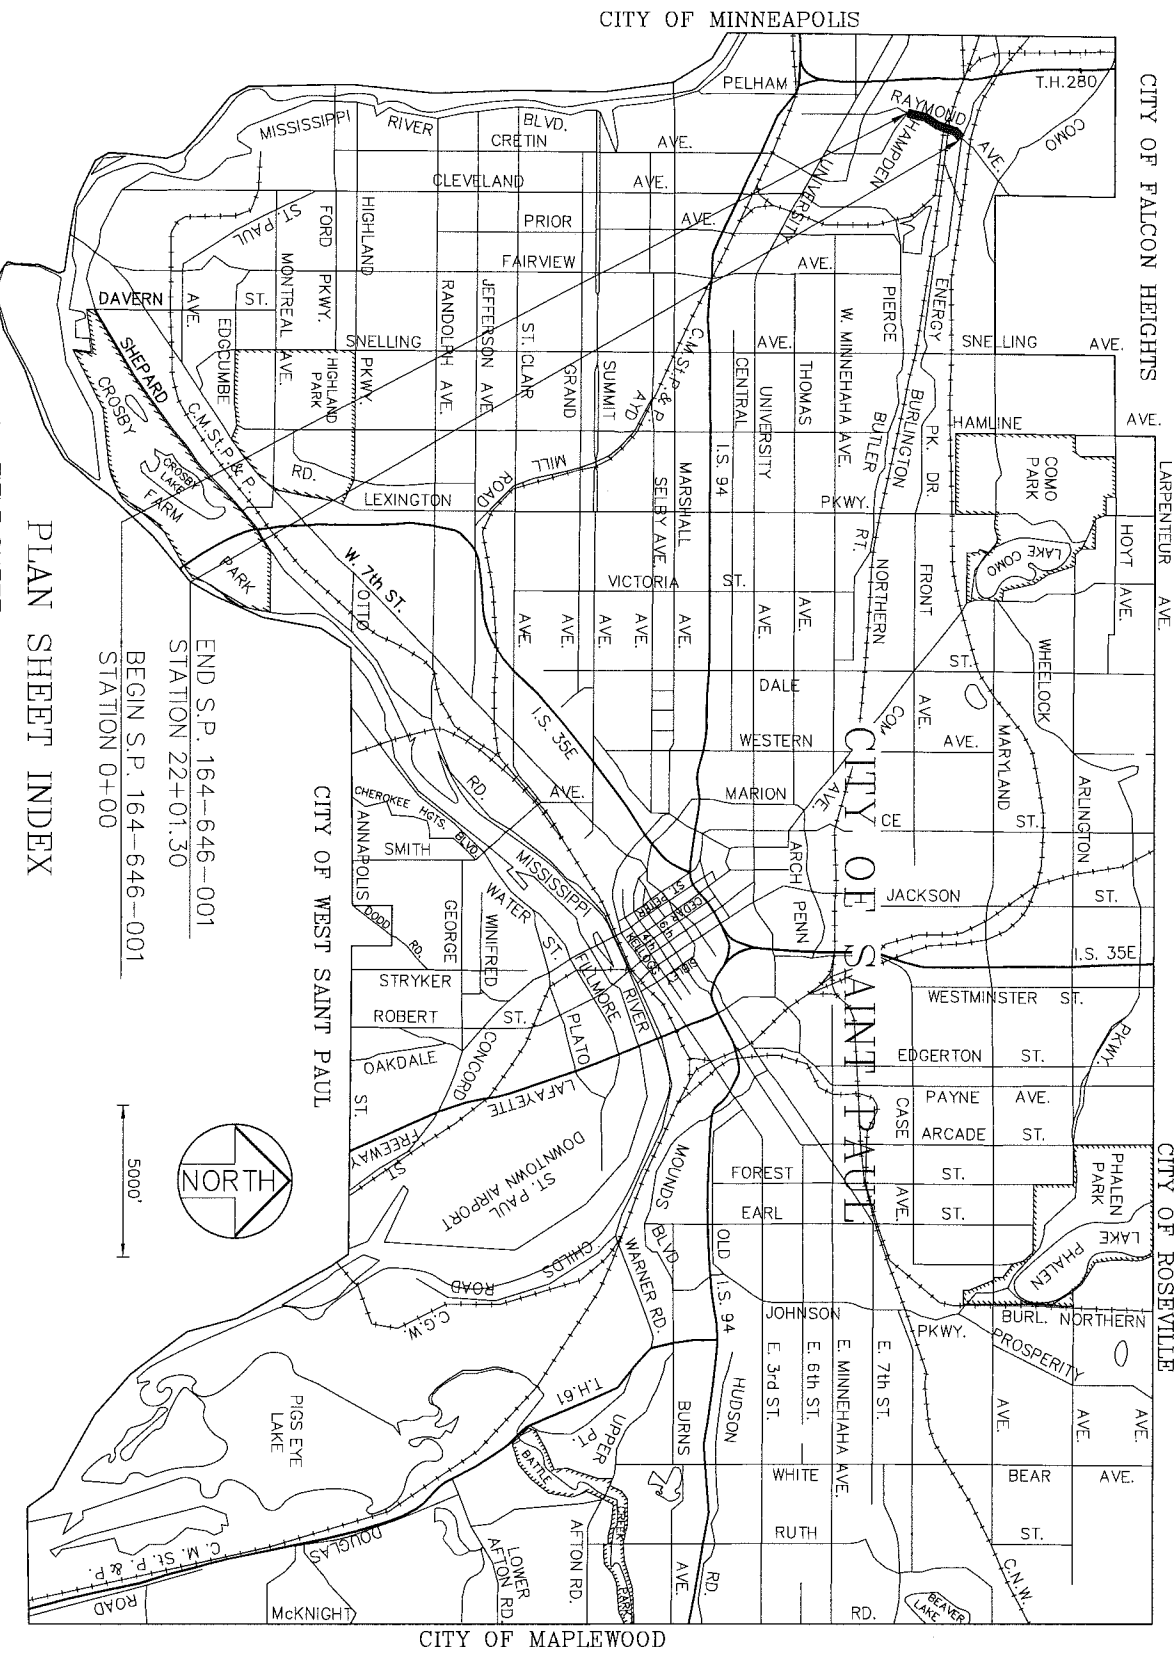 CITY OF MINNEAPOLIS
CITY OF FALCON HEIGHTS
CITY OF ROSEVILLE
CITY OF MAPLEWOOD
CITY OF WEST SAINT PAUL
CITY OF SAINT PAUL
PELHAM
T.H.280
RAYMOND
AVE.
COMO
HAMPDEN
MISSISSIPPI
RIVER
BLVD.
CRETIN
AVE.
CLEVELAND
AVE.
UNIVERSITY
ST. PAUL
FORD PKWY.
HIGHLAND
PRIOR
AVE.
FAIRVIEW
AVE.
DAVERN
ST.
AVE.
MONTREAL AVE.
EDGCUMBE
RANDOLPH AVE.
JEFFERSON AVE.
ST. CLAIR
GRAND
SUMMIT
C.M.St.P.&P.
AYD
MILL
ROAD
SNELLING
AVE.
SNELLING
AVE.
HIGHLAND
PARK
PKWY.
SHEPARD
CROSBY
CROSBY
LAKE
FARM
PARK
C.M.St.P.& P.
RD.
LEXINGTON
PKWY.
CENTRAL
UNIVERSITY
THOMAS
W. MINNEHAHA AVE.
PIERCE
BUTLER
RT.
ENERGY
PK. DR
BURLINGTON
NORTHERN
HAMLINE
AVE.
COMO
PARK
LAKE COMO
LARPENTEUR
AVE.
HOYT
AVE.
I.S. 94
MARSHALL
SELBY AVE.
VICTORIA
ST.
FRONT
W. 7th ST.
OTTO
AVE.
AVE.
AVE.
AVE.
AVE.
AVE.
AVE.
DALE
ST.
WHEELOCK
I.S. 35E
WESTERN
AVE.
AVE.
MARYLAND
ARLINGTON
COMO
AVE.
MARION
CE
ST.
RD.
AVE.
CHEROKEE HGTS. BLVD.
SMITH
ANNAPOLIS
MISSISSIPPI
WATER
ST.
ARCH
PENN
JACKSON
ST.
ST. PETER
CEDAR
6th
4th
KELLOGG
SIBLEY
DODD
RD.
GEORGE
WINIFRED
I.S. 35E
STRYKER
FILLMORE
RIVER
WESTMINSTER
ST.
ROBERT
ST.
PLATO
PKWY.
OAKDALE
CONCORD
EDGERTON
ST.
ST.
LAFAYETTE
FREEWAY
PAYNE
AVE.
CASE
ARCADE
ST.
ST.
ST. PAUL
DOWNTOWN AIRPORT
MOUNDS
FOREST
ST.
EARL
AVE.
ST.
PHALEN
PARK
LAKE
PHALEN
BLVD
OLD
I.S. 94
CHILDS
ROAD
WARNER RD.
C.G.W.
JOHNSON
PKWY.
BURL. NORTHERN
PROSPERITY
E. 3rd ST.
E. 6th ST.
E. MINNEHAHA AVE.
E. 7th ST.
AVE.
AVE.
AVE.
T.H.61
HUDSON
UPPER
PT.
BURNS
PIGS EYE
LAKE
BATTLE
CREEK
PARK
WHITE
BEAR
AVE.
RUTH
ST.
DOUGLAS
C. M. St. P. & P.
ROAD
LOWER
AFTON RD.
AFTON RD.
AVE.
RD.
C.N.W.
McKNIGHT
RD.
BEAVER
LAKE
NORTH
5000'
END S.P. 164-646-001
STATION 22+01.30
BEGIN S.P. 164-646-001
STATION 0+00
PLAN SHEET INDEX